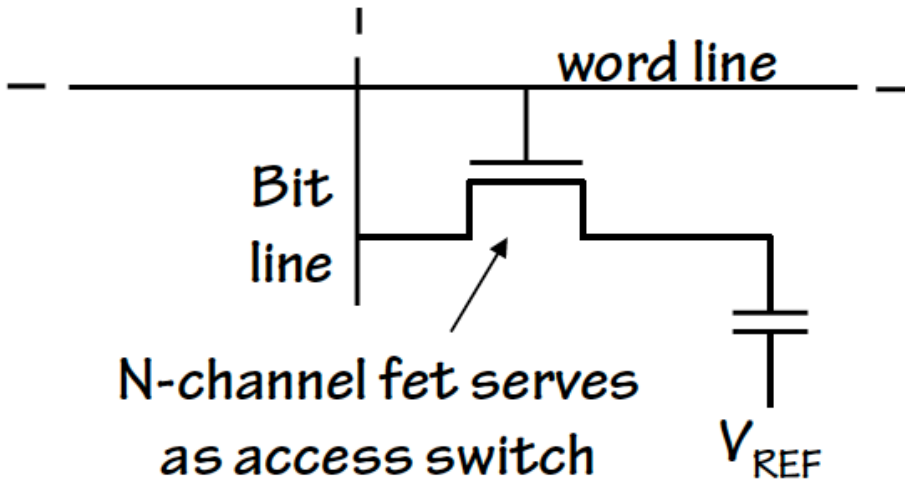 word line
Bit
line
N-channel fet serves
as access switch
VREF